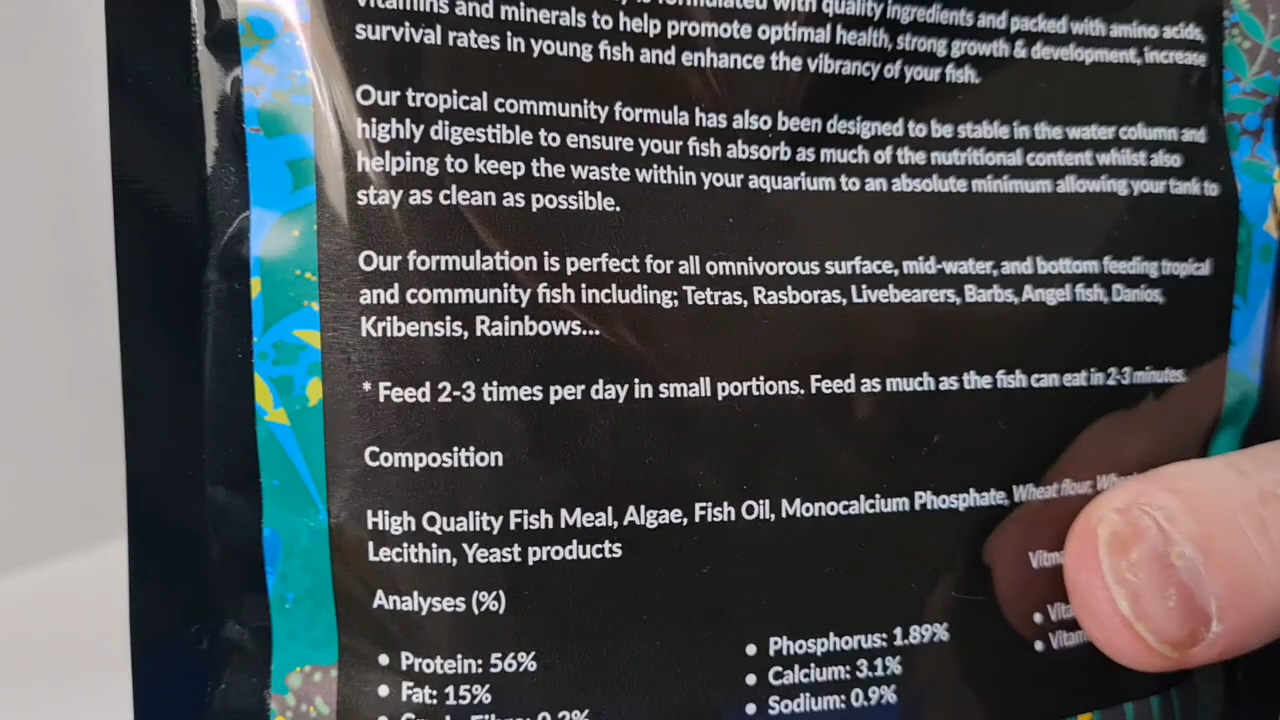 vitamins and minerals to help promote optimal health, strong growth & development, increase
with quality ingredients and packed with amino acids,
survival rates in young fish and enhance the vibrancy of your fish.
Our tropical community formula has also been designed to be stable in the water column and
highly digestible to ensure your fish absorb as much of the nutritional content whilst also
helping to keep the waste within your aquarium to an absolute minimum allowing your tank to
stay as clean as possible.
Our formulation is perfect for all omnivorous surface, mid-water, and bottom feeding tropical
and community fish including; Tetras, Rasboras, Livebearers, Barbs, Angel fish, Danios,
Kribensis, Rainbows...
* Feed 2-3 times per day in small portions. Feed as much as the fish can eat in 2-3 minutes.
Composition
High Quality Fish Meal, Algae, Fish Oil, Monocalcium Phosphate, Wheat flour,
Lecithin, Yeast products
Analyses (%)
• Protein: 56%
• Fat: 15%
• Phosphorus: 1.89%
• Calcium: 3.1%
• Sodium: 0.9%